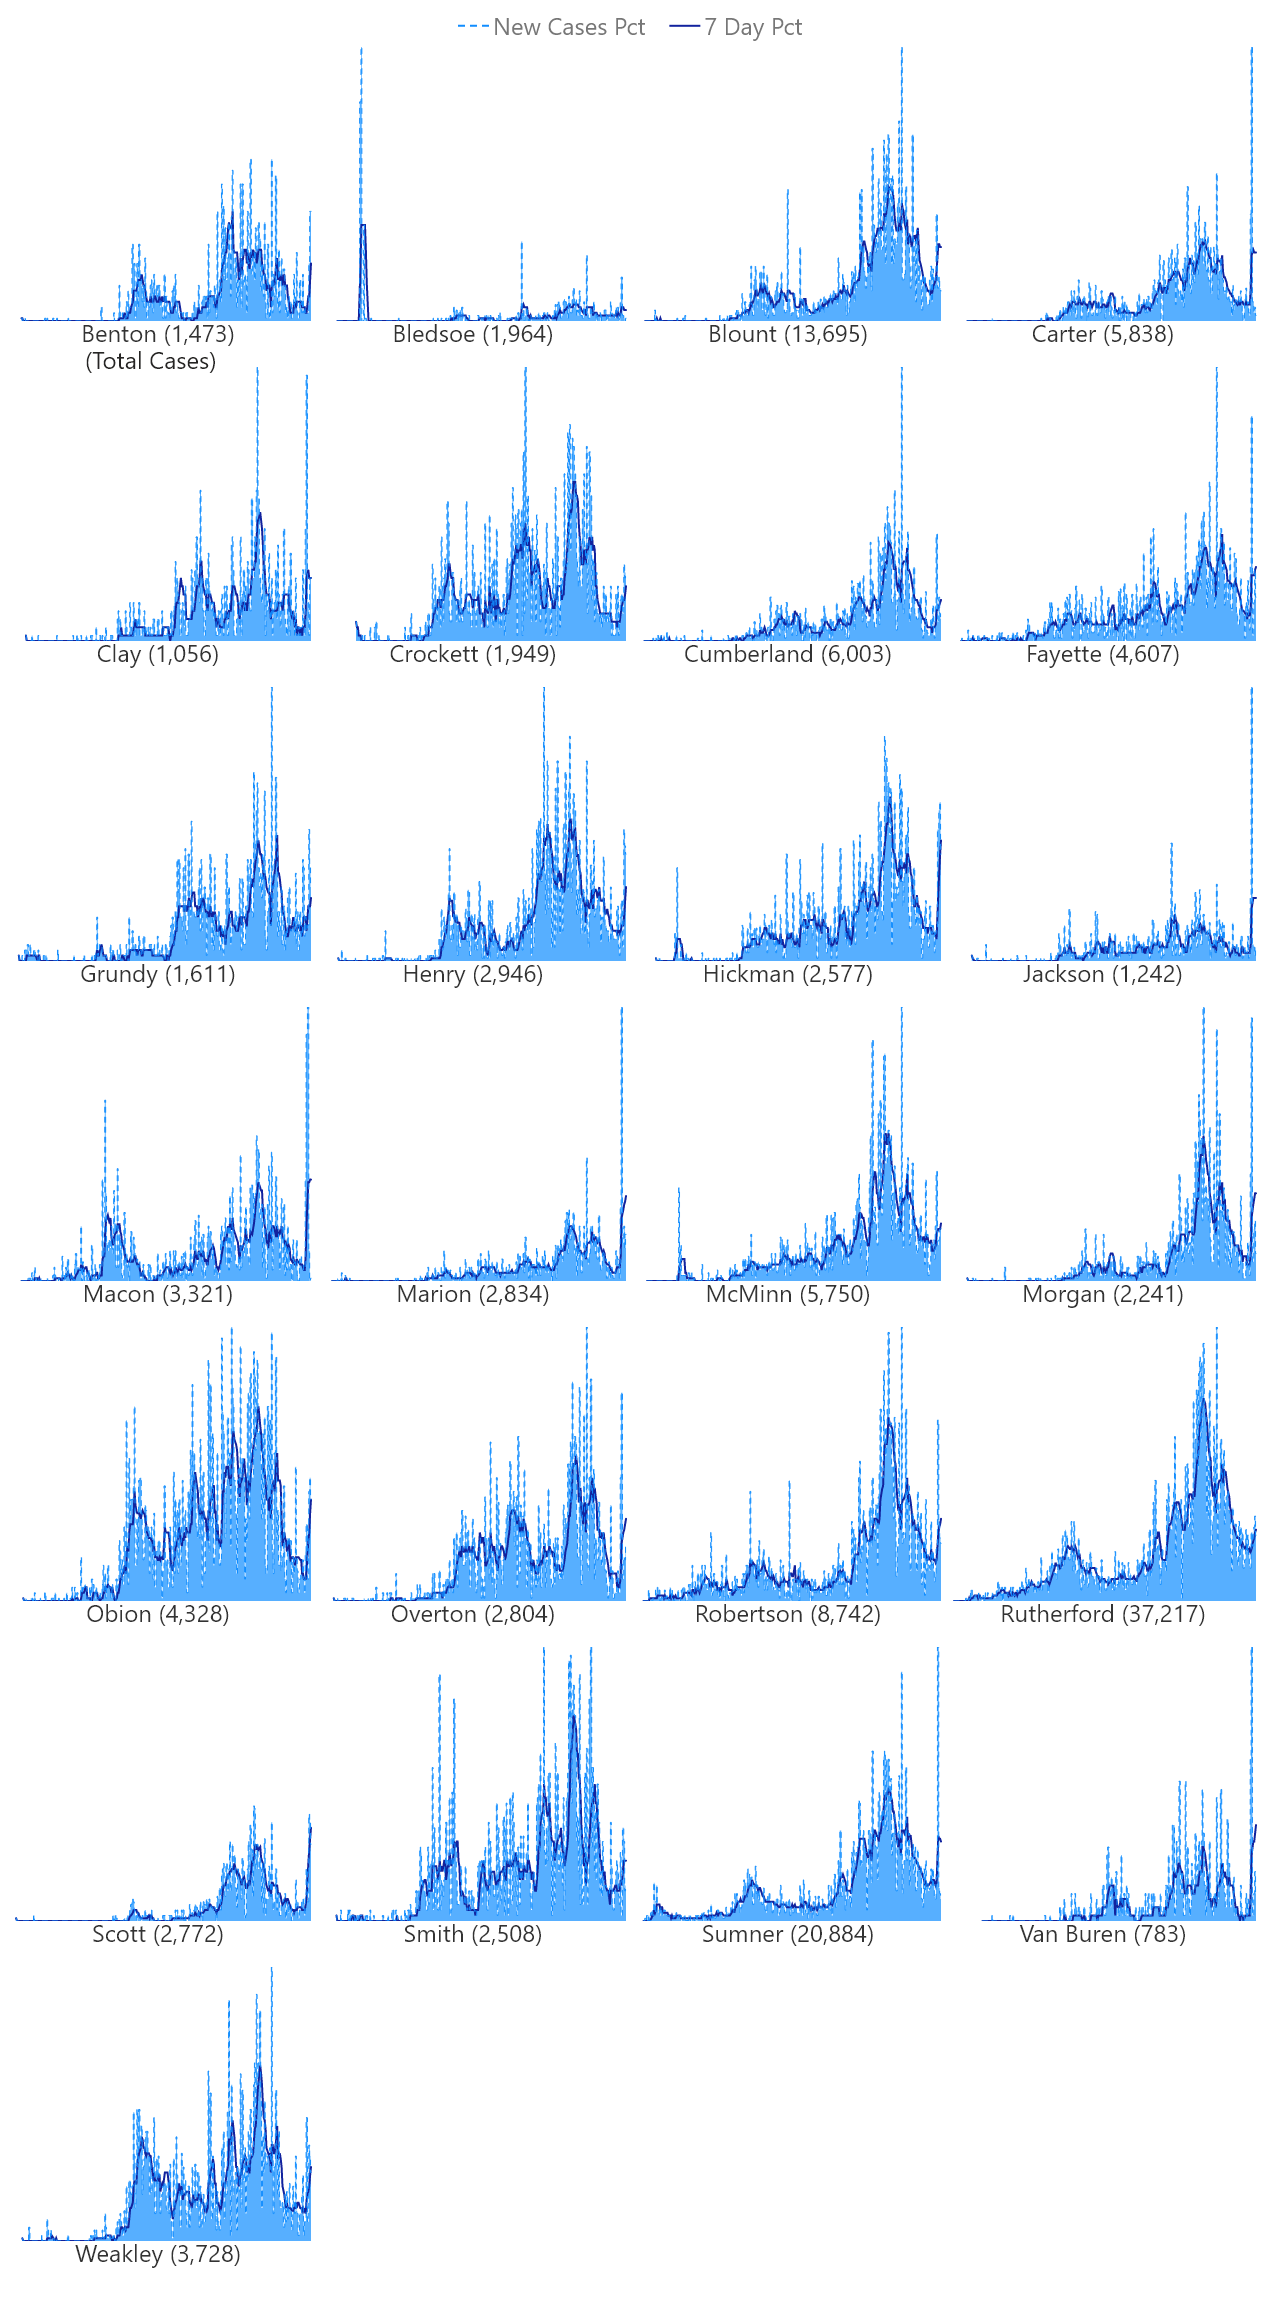 New Cases Pct 7 Day Pct
Benton (1,473) Bledsoe (1,964) Blount (13,695) Carter (5,838)
(Total Cases)
Clay (1,056) Crockett (1,949) Cumberland (6,003) Fayette (4,607)
Grundy (1,611) Henry (2,946) Hickman (2,577) Jackson (1,242)
Macon (3,321) Marion (2,834) McMinn (5,750) Morgan (2,241)
Obion (4,328) Overton (2,804) Robertson (8,742) Rutherford (37,217)
Scott (2,772) Smith (2,508) Sumner (20,884) Van Buren (783)
Weakley (3,728)